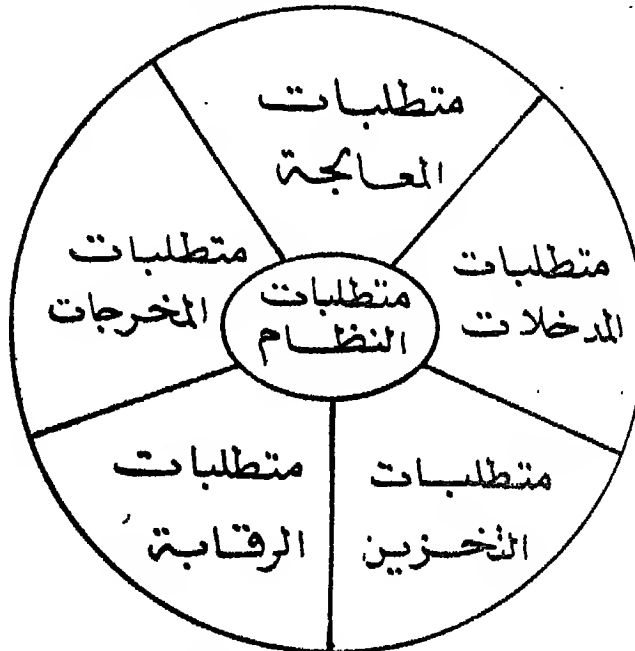 متطلبات
المعالجة
متطلبات
المدخلات
متطلبات
التخزين
متطلبات
الرقابة
متطلبات
المخرجات
متطلبات
النظام